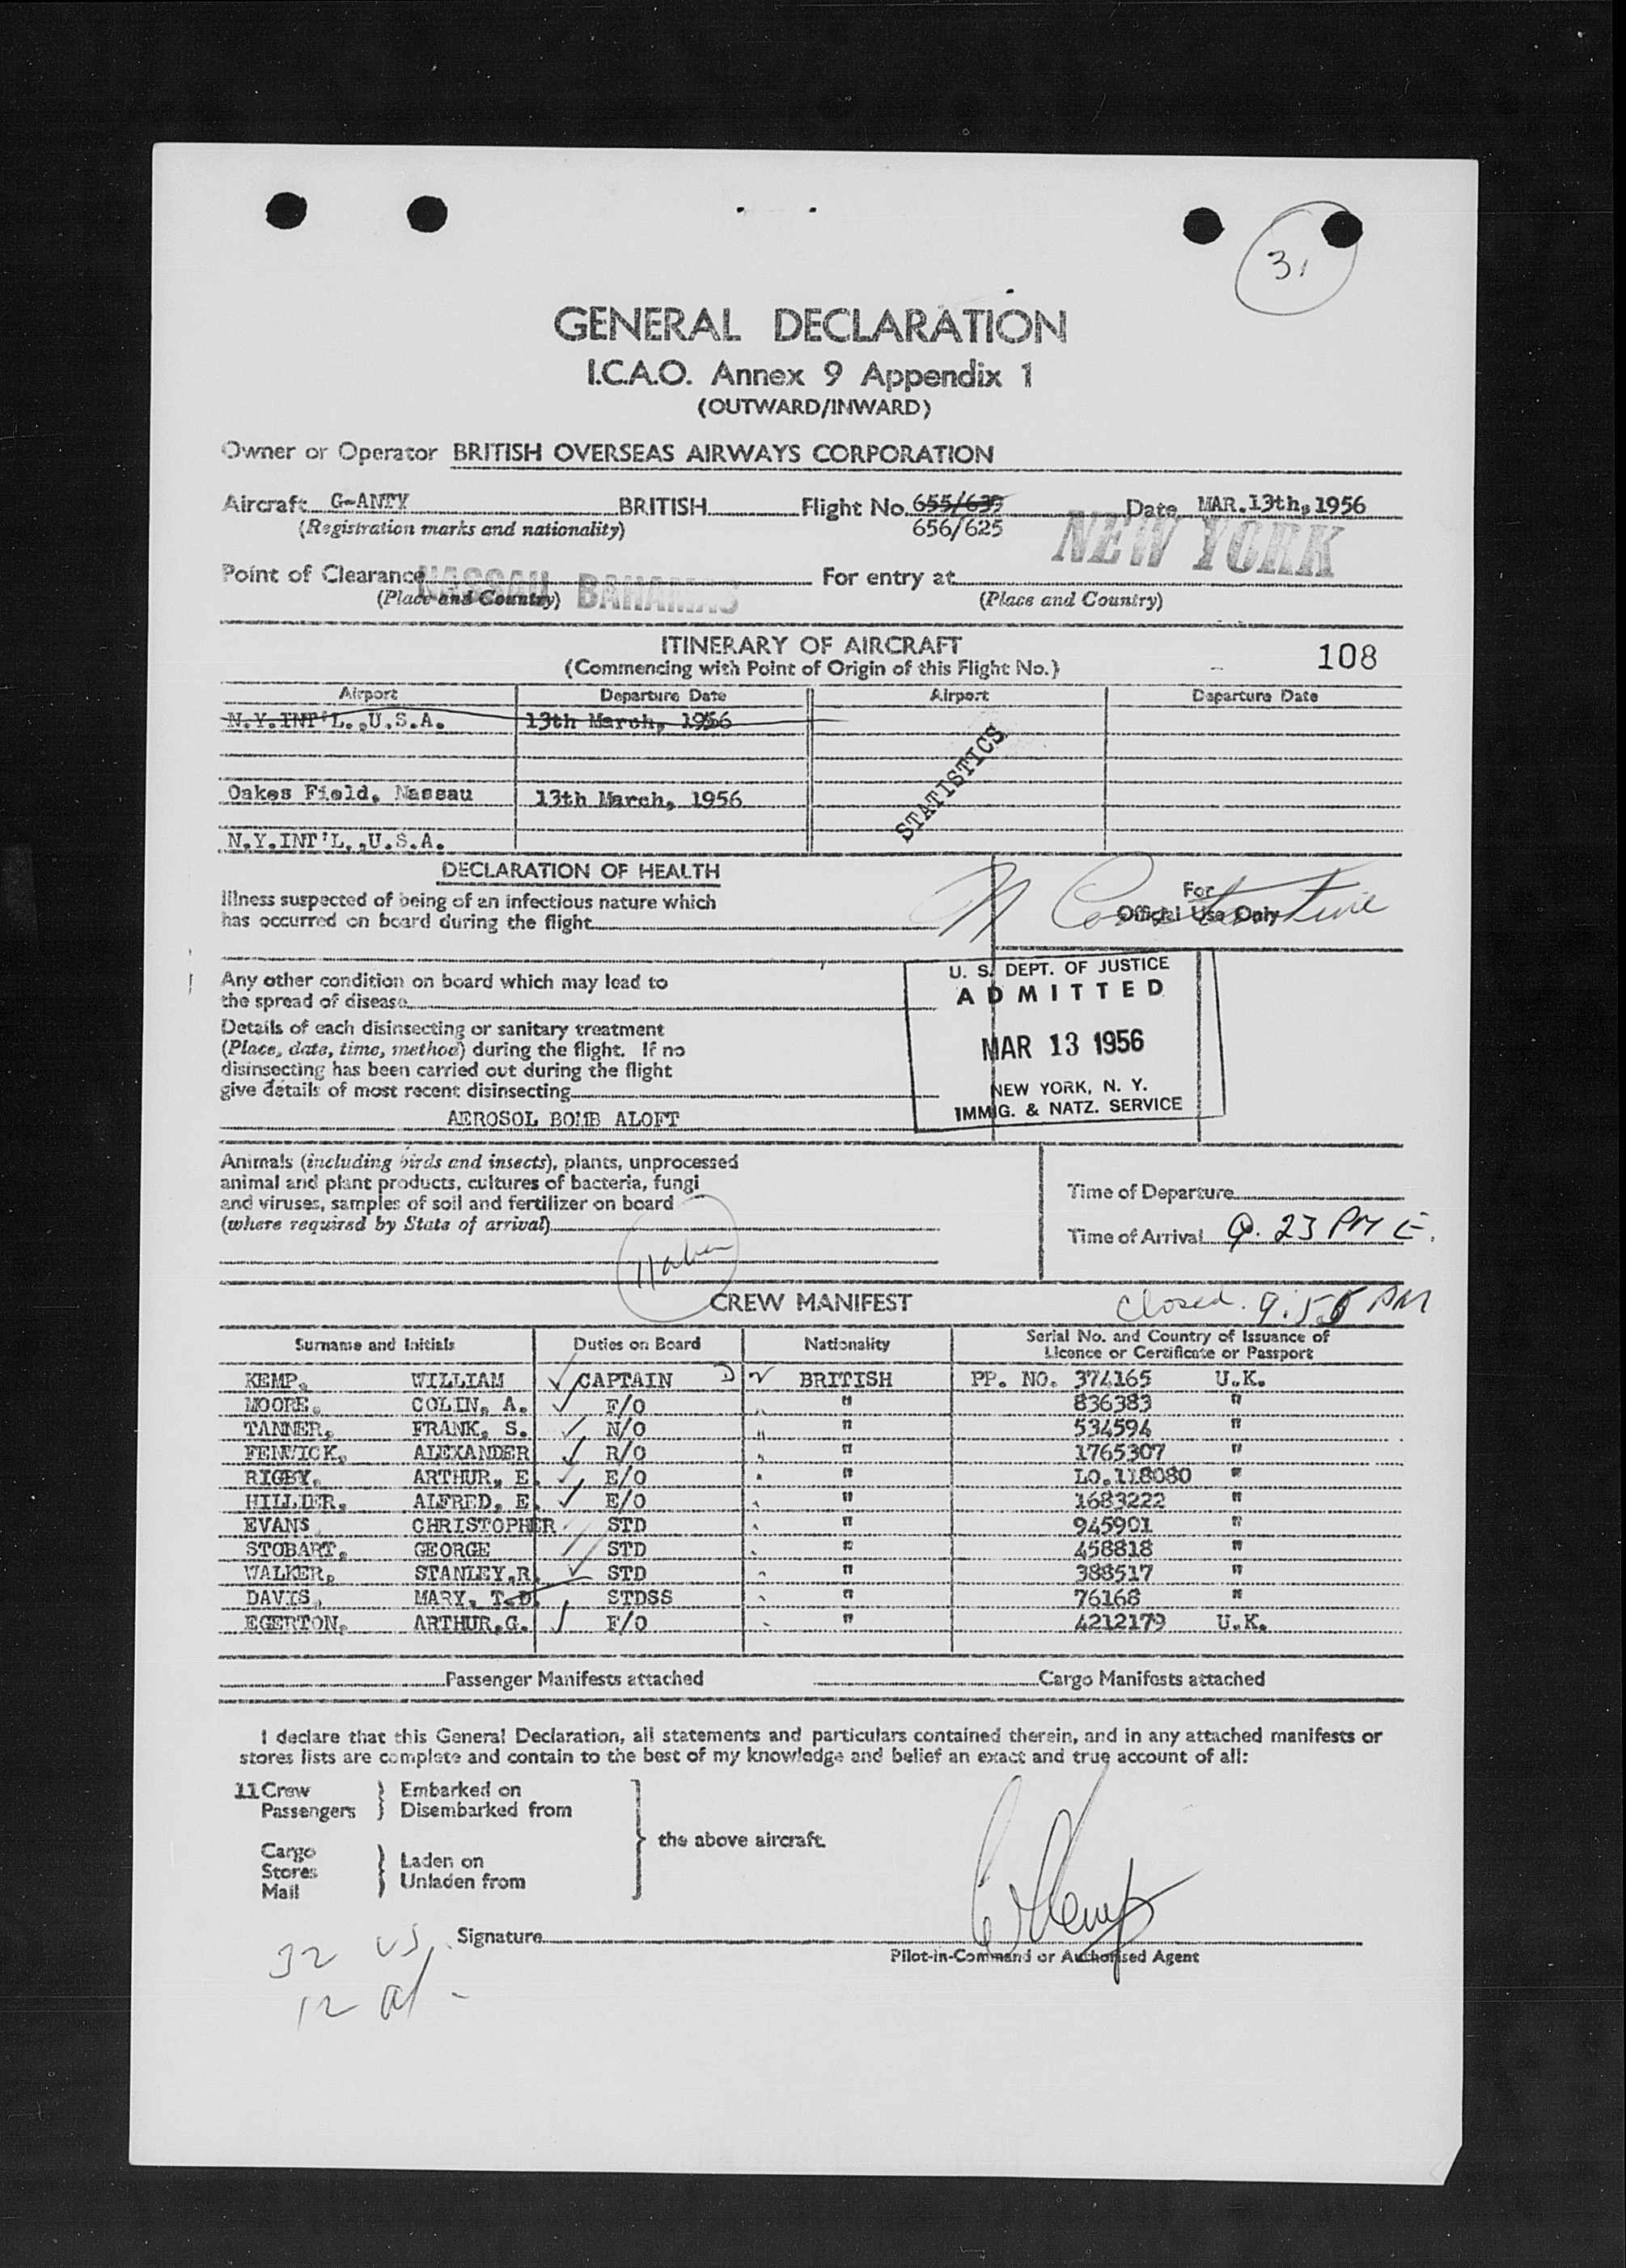 31
GENERAL DECLARATION
I.C.A.O. Annex 9 Appendix 1
(OUTWARD/INWARD)
Owner or Operator BRITISH OVERSEAS AIRWAYS CORPORATION
Aircraft G-ANTY BRITISH Flight No. 655/639 Date MAR.13th,1956
(Registration marks and nationality) 656/625
NEW YORK
Point of Clearance NASSAU BAHAMAS For entry at
(Place and Country) (Place and Country)
ITINERARY OF AIRCRAFT
(Commencing with Point of Origin of this Flight No.) 108
Airport Departure Date Airport Departure Date
N.Y.INT'L.,U.S.A. 13th March, 1956
STATISTICS
Oakes Field, Nassau 13th March, 1956
N.Y.INT'L.,U.S.A.
DECLARATION OF HEALTH
Illness suspected of being of an infectious nature which
has occurred on board during the flight
For
Official Use Only
N Constantine
Any other condition on board which may lead to
the spread of disease
Details of each disinsecting or sanitary treatment
(Place, date, time, method) during the flight. If no
disinsecting has been carried out during the flight
give details of most recent disinsecting
AEROSOL BOMB ALOFT
U. S. DEPT. OF JUSTICE
ADMITTED
MAR 13 1956
NEW YORK, N. Y.
IMMIG. & NATZ. SERVICE
Animals (including birds and insects), plants, unprocessed
animal and plant products, cultures of bacteria, fungi
and viruses, samples of soil and fertilizer on board
(where required by State of arrival)
Time of Departure
Time of Arrival 9.23 PM E.
CREW MANIFEST
closed. 9:55 PM
Surname and Initials Duties on Board Nationality Serial No. and Country of Issuance of
Licence or Certificate or Passport
KEMP, WILLIAM CAPTAIN D BRITISH PP. NO. 374165 U.K.
MOORE, COLIN, A. F/O " 836383 "
TANNER, FRANK, S. N/O " 534594 "
FENWICK, ALEXANDER R/O " 1765307 "
RIGBY, ARTHUR, E. E/O " LO.118080 "
HILLIER, ALFRED, E. E/O " 1683222 "
EVANS, CHRISTOPHER STD " 945901 "
STOBART, GEORGE STD " 458818 "
WALKER, STANLEY,R. STD " 388517 "
DAVIS, MARY, T.D. STDSS " 76168 "
EGERTON, ARTHUR,G. F/O " 4212179 U.K.
Passenger Manifests attached Cargo Manifests attached
I declare that this General Declaration, all statements and particulars contained therein, and in any attached manifests or
stores lists are complete and contain to the best of my knowledge and belief an exact and true account of all:
11 Crew Embarked on
Passengers Disembarked from
the above aircraft.
Cargo
Stores Laden on
Mail Unladen from
Kemp
Signature
Pilot-in-Command or Authorised Agent
32 US
12 al -